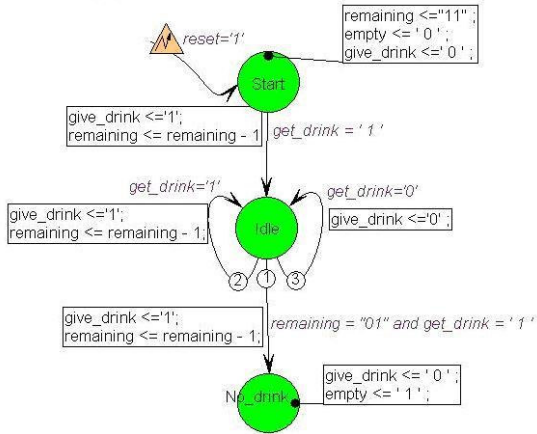 remaining <="11" ;
empty <= ' 0 ' ;
give_drink <=' 0 ' ;
reset='1'
Start
give_drink <='1';
remaining <= remaining - 1
get_drink = ' 1 '
get_drink='1'
get_drink='0'
give_drink <='1';
remaining <= remaining - 1;
give_drink <='0' ;
Idle
2
1
3
give_drink <='1';
remaining <= remaining - 1;
remaining = "01" and get_drink = ' 1 '
give_drink <= ' 0 ' ;
empty <= ' 1 ' ;
No_drink